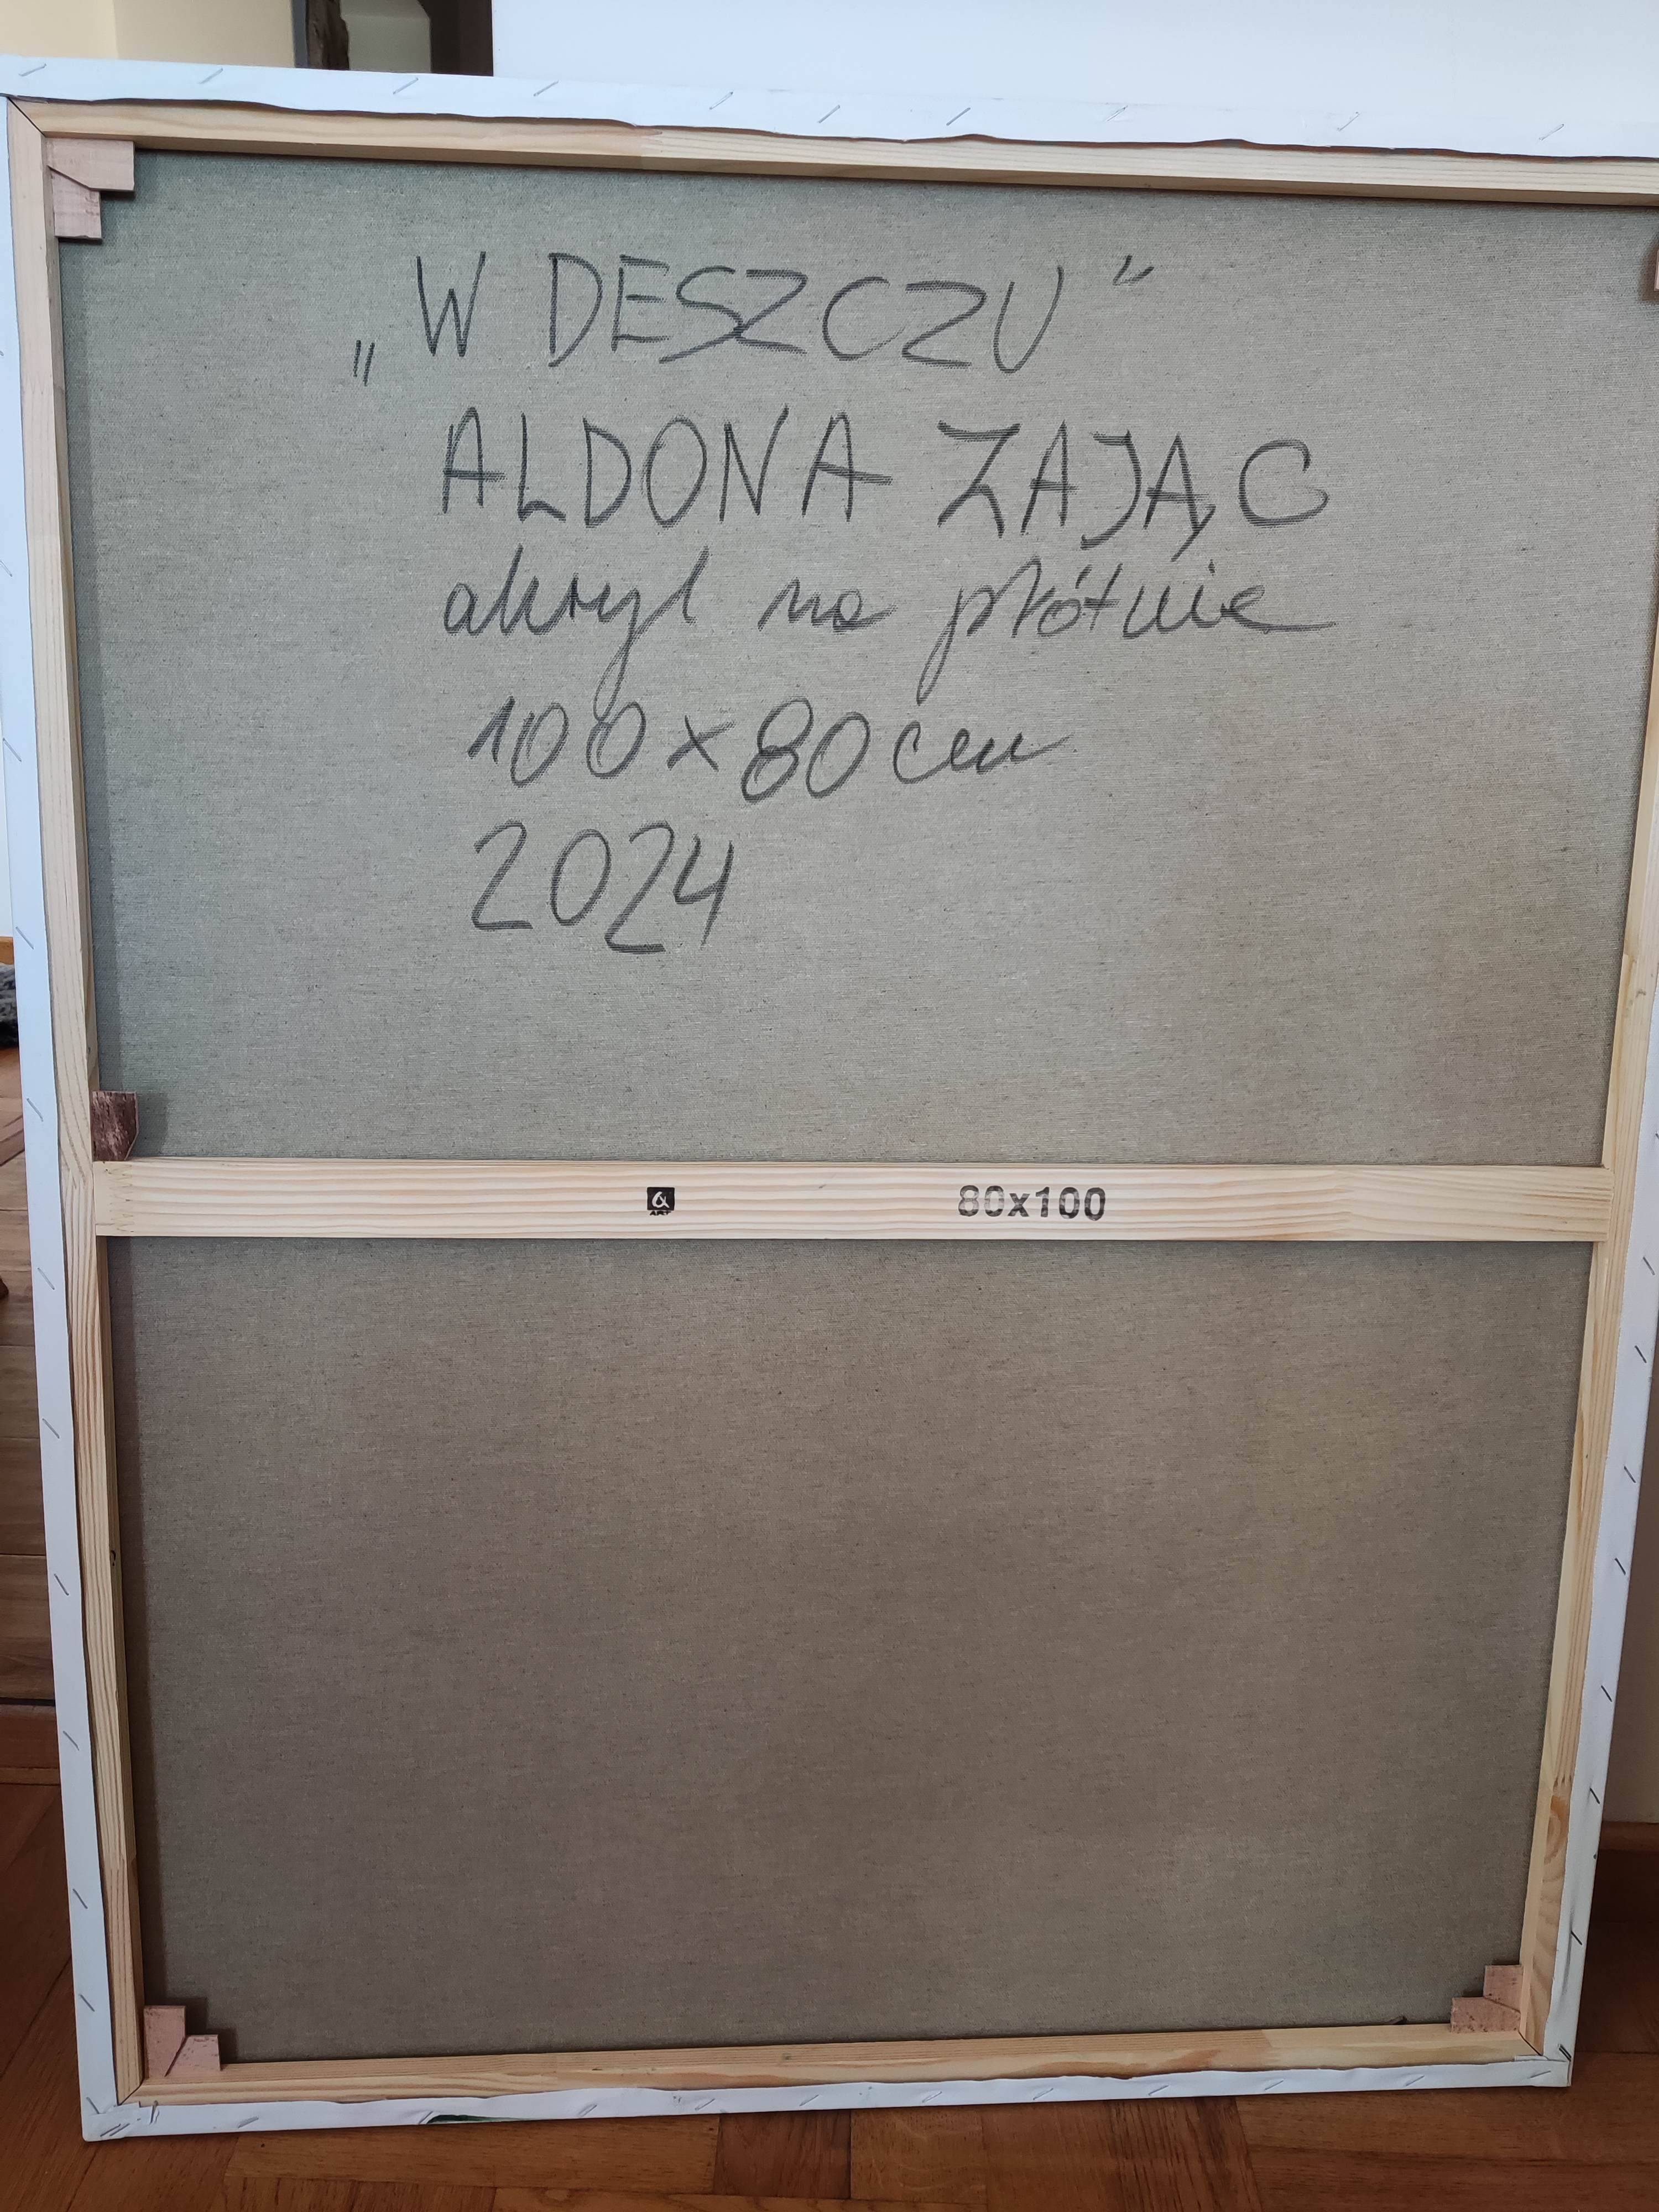 „W DESZCZU”
ALDONA ZAJĄC
akryl na płótnie
100 x 80 cm
2024
80x100